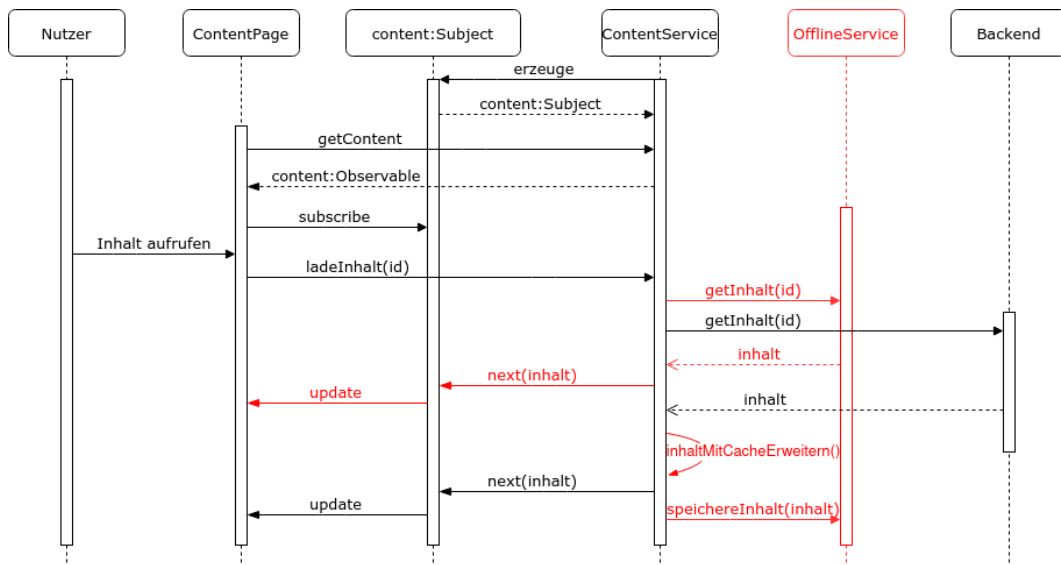 Nutzer
ContentPage
content:Subject
ContentService
OfflineService
Backend
erzeuge
content:Subject
getContent
content:Observable
subscribe
Inhalt aufrufen
ladeInhalt(id)
getInhalt(id)
getInhalt(id)
inhalt
next(inhalt)
update
inhalt
inhaltMitCacheErweitern()
next(inhalt)
update
speichereInhalt(inhalt)